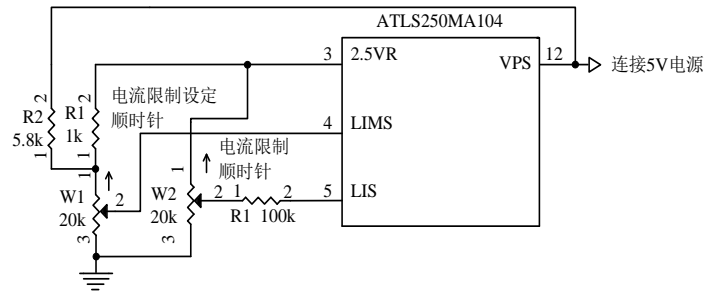 ATLS250MA104
3 2.5VR
VPS 12
连接5V电源
2
R2
5.8k
1
2
R1
1k
1
电流限制设定
顺时针
4 LIMS
电流限制
顺时针
1
W1
20k
2
3
1
W2
20k
2
3
1 2
R1 100k
5 LIS